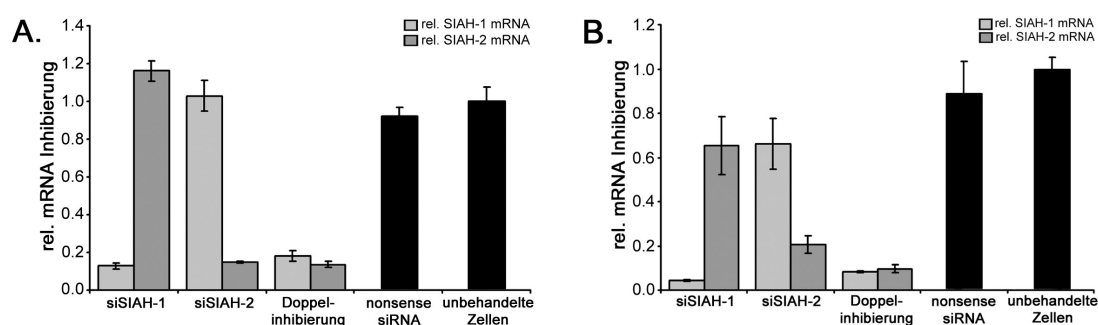 A.
rel. mRNA Inhibierung
1.4
1.2
1.0
0.8
0.6
0.4
0.2
0.0
rel. SIAH-1 mRNA
rel. SIAH-2 mRNA
siSIAH-1
siSIAH-2
Doppel-
inhibierung
nonsense
siRNA
unbehandelte
Zellen
B.
rel. mRNA Inhibierung
1.2
1.0
0.8
0.6
0.4
0.2
0.0
rel. SIAH-1 mRNA
rel. SIAH-2 mRNA
siSIAH-1
siSIAH-2
Doppel-
inhibierung
nonsense
siRNA
unbehandelte
Zellen